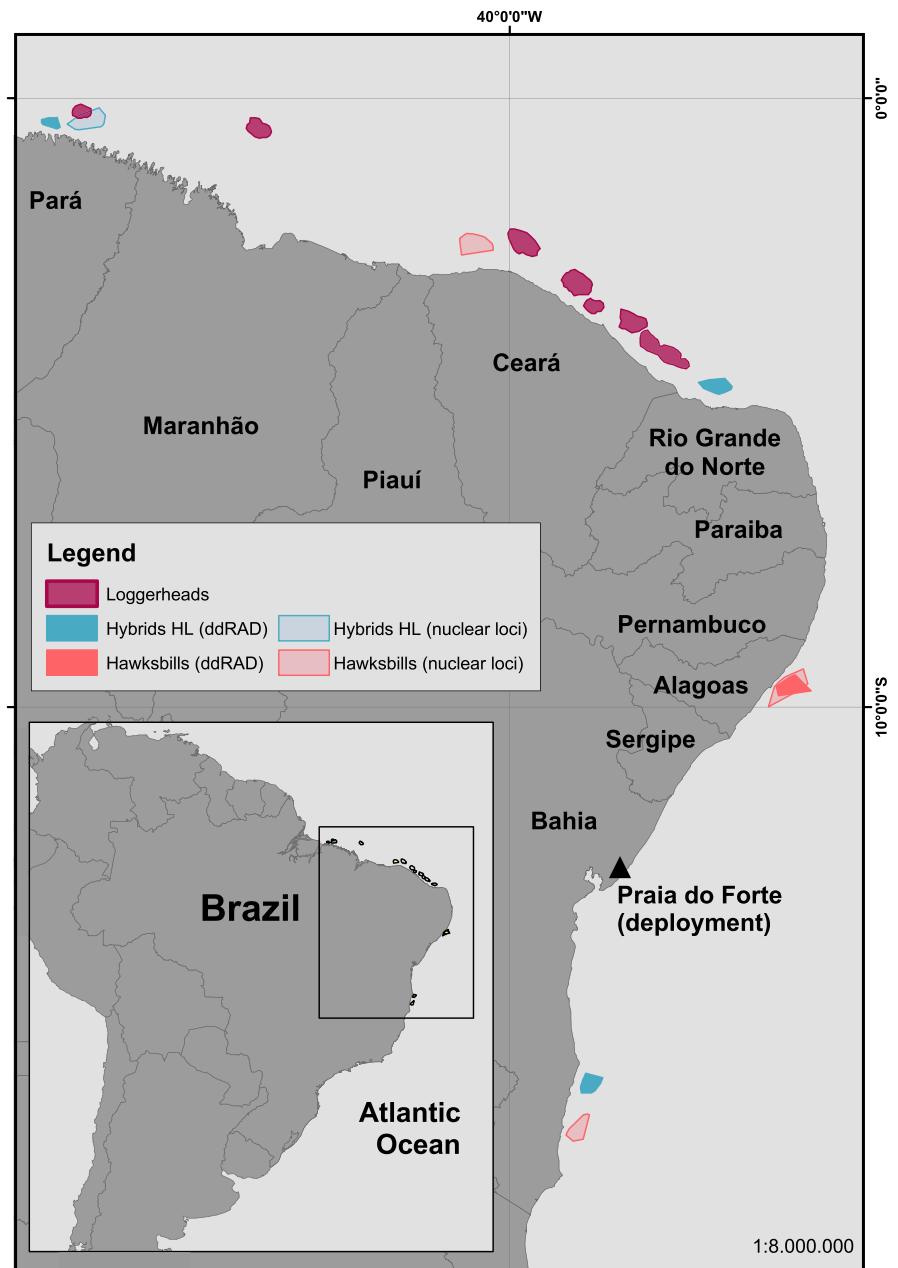 40°0'0"W
0°0'0"
Pará
Ceará
Maranhão
Rio Grande
do Norte
Piauí
Paraiba
Legend
Loggerheads
Hybrids HL (ddRAD)
Hybrids HL (nuclear loci)
Hawksbills (ddRAD)
Hawksbills (nuclear loci)
Pernambuco
Alagoas
10°0'0"S
Sergipe
Bahia
Praia do Forte
(deployment)
Brazil
Atlantic
Ocean
1:8.000.000